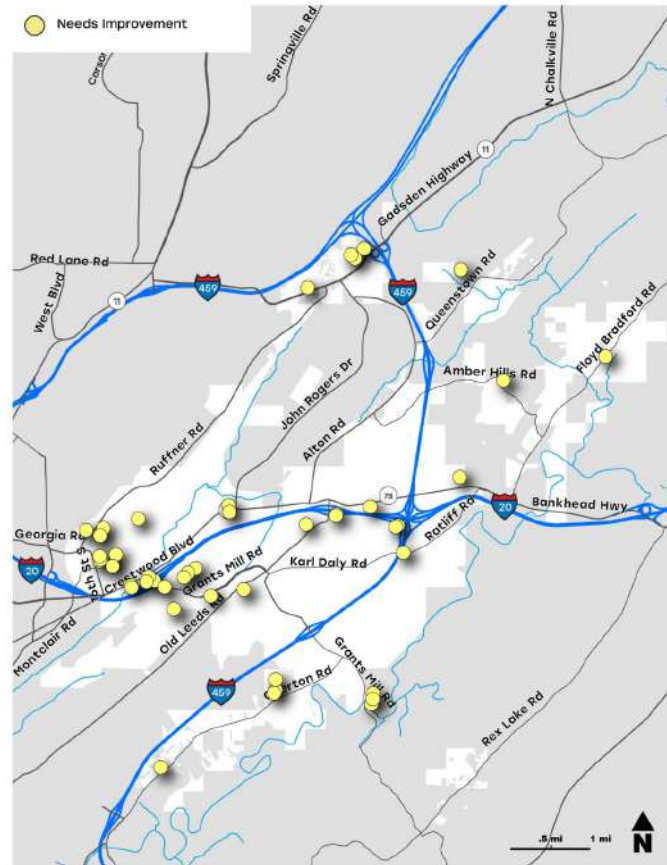 Needs Improvement
Springville Rd
N Chalkville Rd
Carson
11
Gadsden Highway
Red Lane Rd
459
West Blvd
11
459
Queenstown Rd
Floyd Bradford Rd
Amber Hills Rd
John Rogers Dr
Ruffner Rd
Alton Rd
78
20
Bankhead Hwy
Georgia Rd
Ratliff Rd
20
Crestwood Blvd
Grants Mill Rd
Karl Daly Rd
Old Leeds Rd
Montclair Rd
Grants Mill Rd
459
Rex Lake Rd
.5 mi
1 mi
N